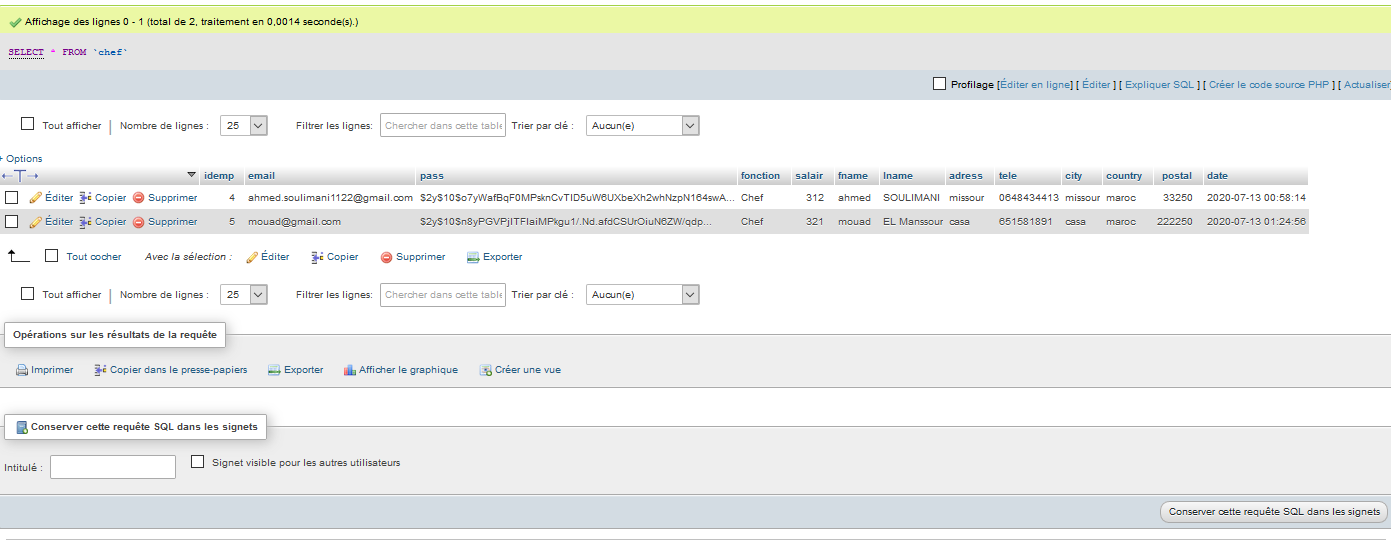 Affichage des lignes 0 - 1 (total de 2, traitement en 0,0014 seconde(s).)
SELECT * FROM `chef`
Profilage [Éditer en ligne] [ Éditer ] [ Expliquer SQL ] [ Créer le code source PHP ] [ Actualiser]
Tout afficher | Nombre de lignes : 25 Filtrer les lignes: Chercher dans cette table Trier par clé : Aucun(e)
+ Options
idemp email pass fonction salair fname lname adress tele city country postal date
Éditer Copier Supprimer 4 ahmed.soulimani1122@gmail.com $2y$10$o7yWafBqF0MPsknCvTID5uW6UXbeXh2whNzpN164swA... Chef 312 ahmed SOULIMANI missour 0648434413 missour maroc 33250 2020-07-13 00:58:14
Éditer Copier Supprimer 5 mouad@gmail.com $2y$10$n8yPGVPjITFIaiMPkgu1/.Nd.afdCSUrOiuN6ZW/qdp... Chef 321 mouad EL Manssour casa 651581891 casa maroc 222250 2020-07-13 01:24:56
Tout cocher Avec la sélection : Éditer Copier Supprimer Exporter
Tout afficher | Nombre de lignes : 25 Filtrer les lignes: Chercher dans cette table Trier par clé : Aucun(e)
Opérations sur les résultats de la requête
Imprimer Copier dans le presse-papiers Exporter Afficher le graphique Créer une vue
Conserver cette requête SQL dans les signets
Intitulé : Signet visible pour les autres utilisateurs
Conserver cette requête SQL dans les signets